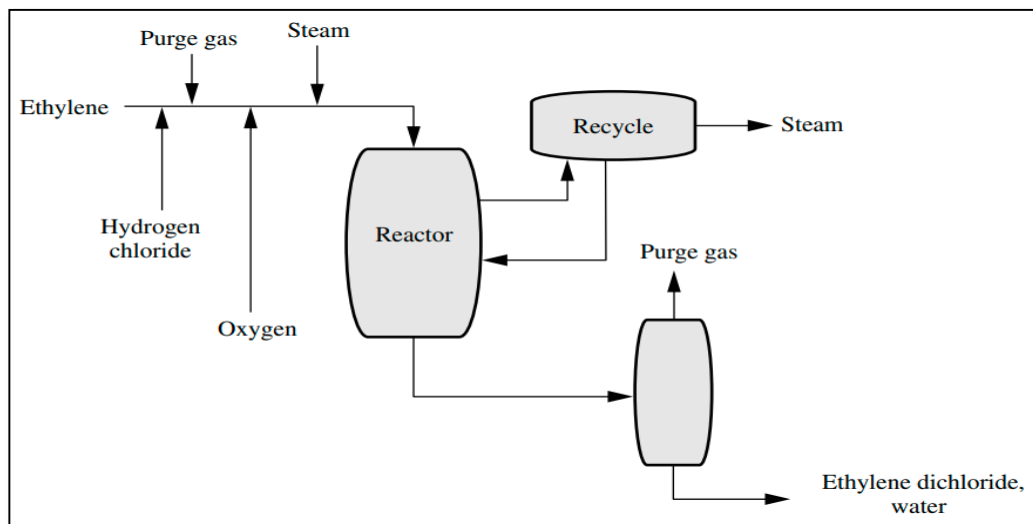 Steam
Purge gas
Ethylene
Recycle
Steam
Hydrogen
chloride
Reactor
Purge gas
Oxygen
Ethylene dichloride,
water